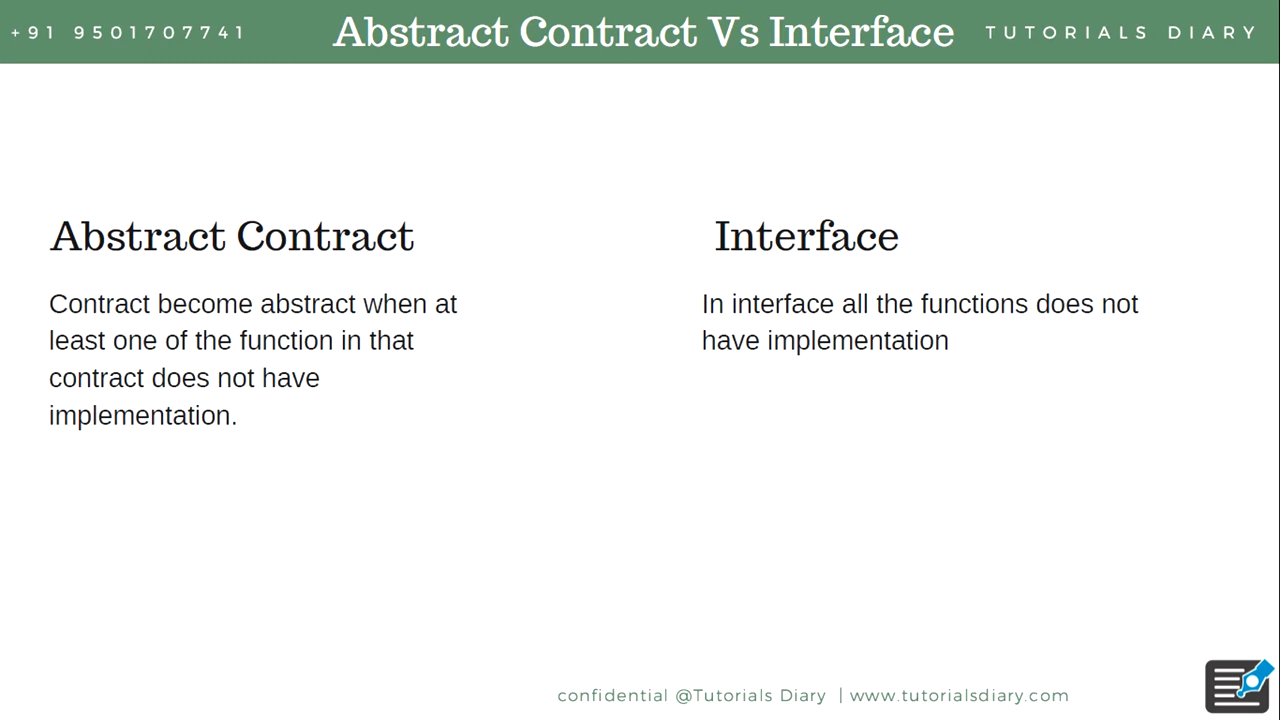 +91 9501707741
Abstract Contract Vs Interface
TUTORIALS DIARY
Abstract Contract
Contract become abstract when at
least one of the function in that
contract does not have
implementation.
Interface
In interface all the functions does not
have implementation
confidential @Tutorials Diary | www.tutorialsdiary.com